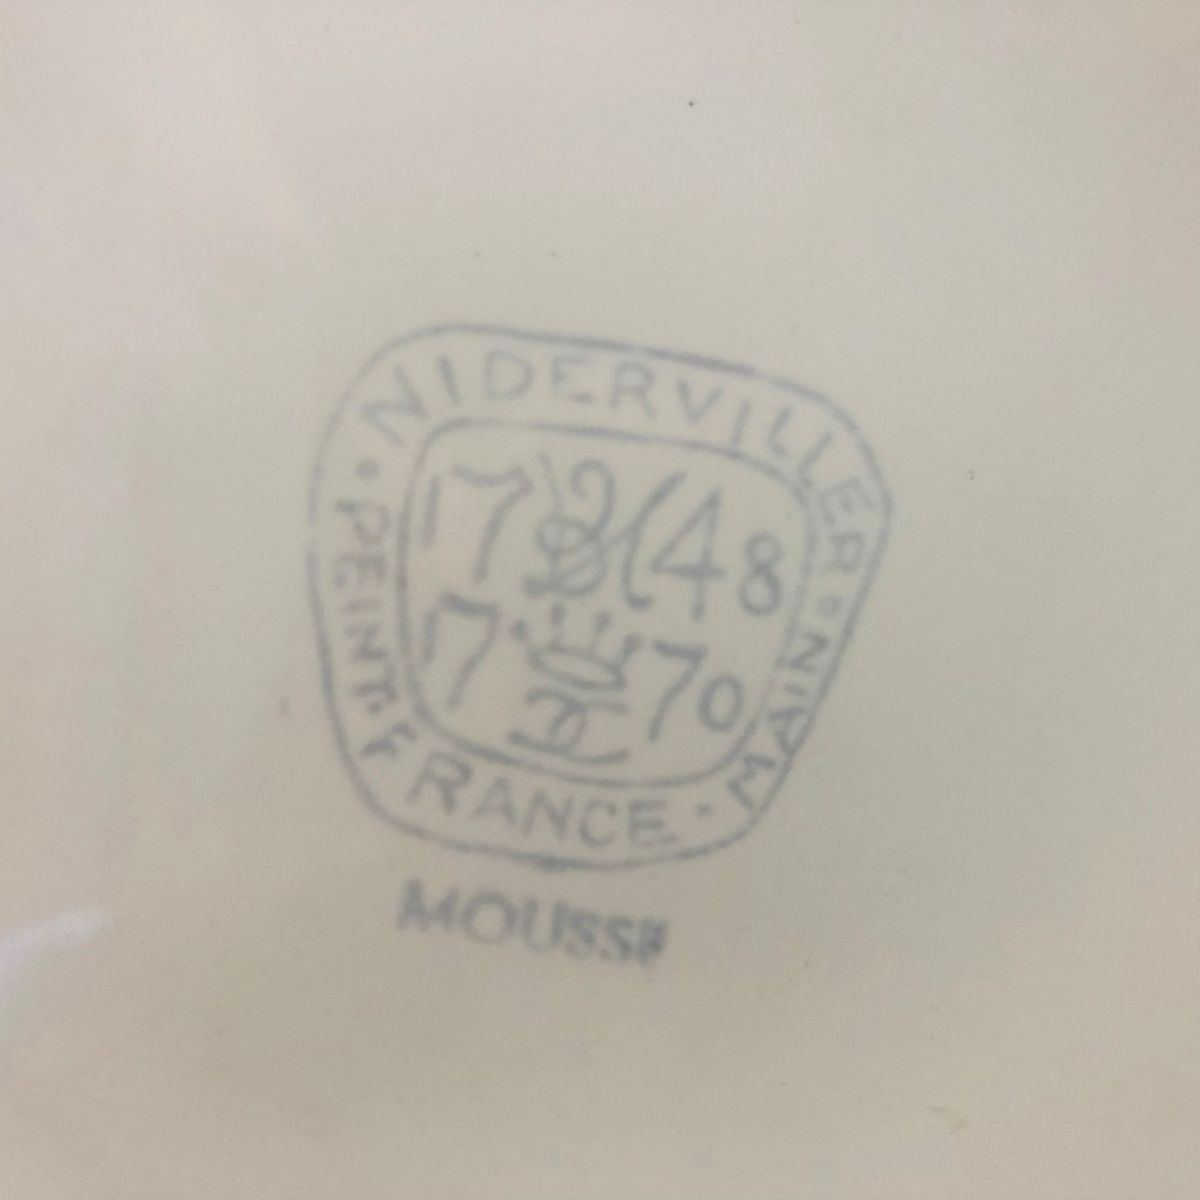 NIDERVILLER
17 48
17 70
PEINT.
MAIN
FRANCE
MOUSSE